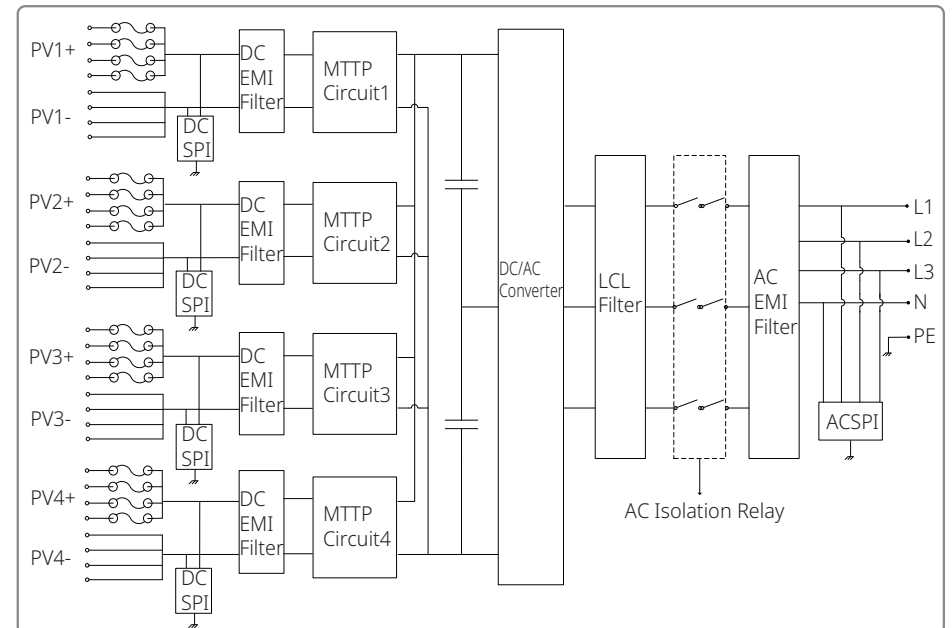 PV1+
PV1-
DC
SPI
DC
EMI
Filter
MTTP
Circuit1
PV2+
PV2-
DC
SPI
DC
EMI
Filter
MTTP
Circuit2
PV3+
PV3-
DC
SPI
DC
EMI
Filter
MTTP
Circuit3
PV4+
PV4-
DC
SPI
DC
EMI
Filter
MTTP
Circuit4
DC/AC
Converter
LCL
Filter
AC Isolation Relay
AC
EMI
Filter
L1
L2
L3
N
PE
ACSPI